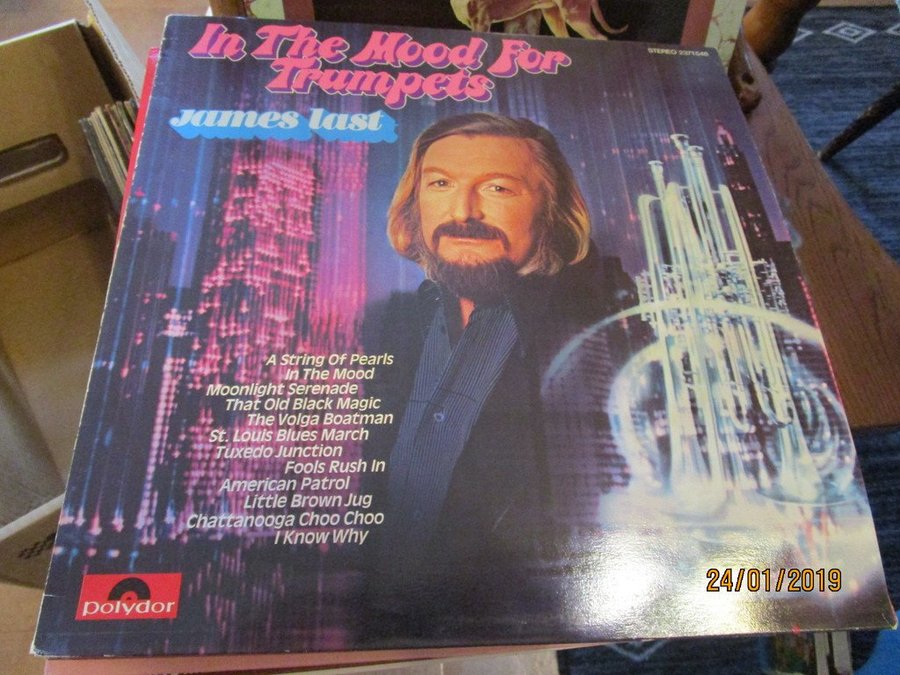 In The Mood For
Trumpets
STEREO 2371 548
James Last
A String Of Pearls
In The Mood
Moonlight Serenade
That Old Black Magic
The Volga Boatman
St. Louis Blues March
Tuxedo Junction
Fools Rush In
American Patrol
Little Brown Jug
Chattanooga Choo Choo
I Know Why
polydor
24/01/2019